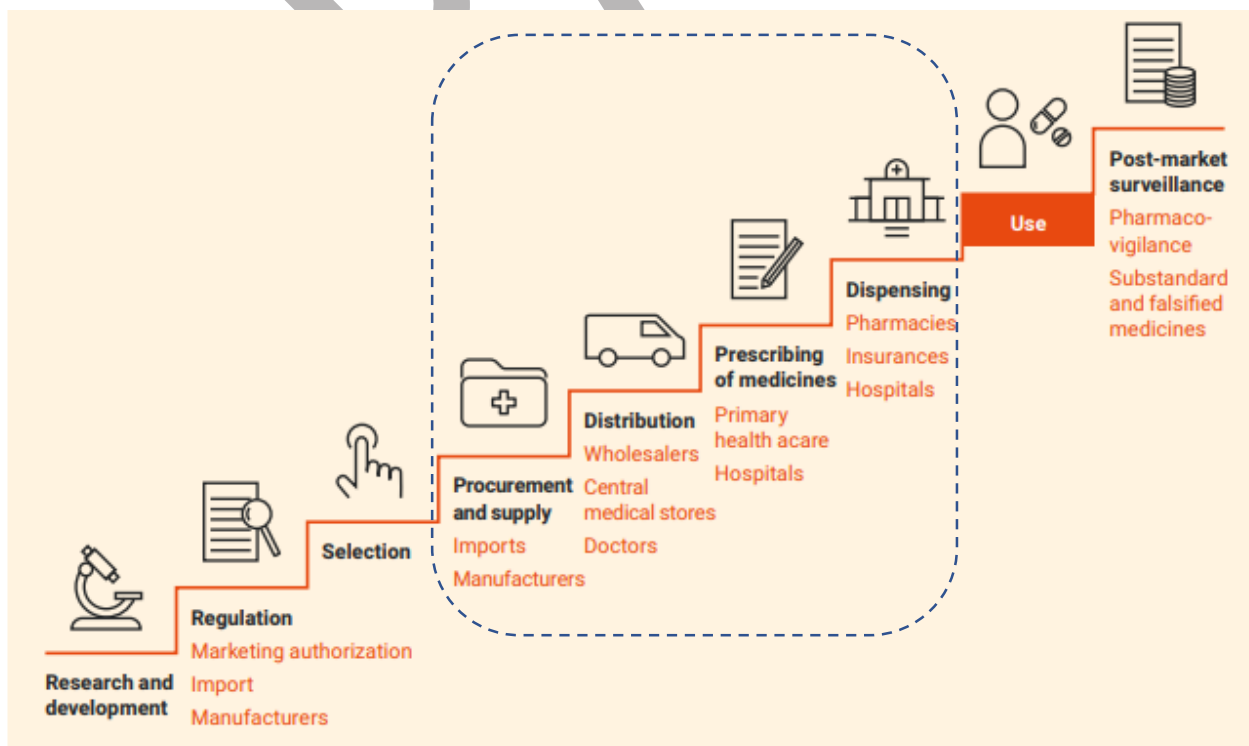 Research and
development
Regulation
Marketing authorization
Import
Manufacturers
Selection
Procurement
and supply
Imports
Manufacturers
Distribution
Wholesalers
Central
medical stores
Doctors
Prescribing
of medicines
Primary
health acare
Hospitals
Dispensing
Pharmacies
Insurances
Hospitals
Use
Post-market
surveillance
Pharmaco-
vigilance
Substandard
and falsified
medicines